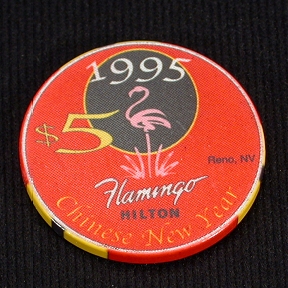 1995
$5
Reno, NV
Flamingo
HILTON
Chinese New Year